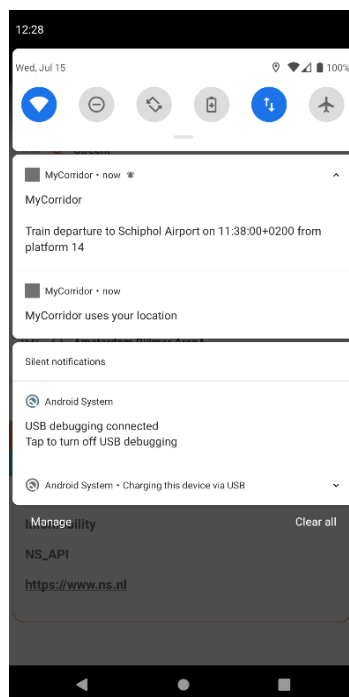 12:28
Wed, Jul 15
100%
MyCorridor • now
MyCorridor
Train departure to Schiphol Airport on 11:38:00+0200 from
platform 14
MyCorridor • now
MyCorridor uses your location
Silent notifications
Android System
USB debugging connected
Tap to turn off USB debugging
Android System • Charging this device via USB
Manage
Clear all
NS_API
https://www.ns.nl